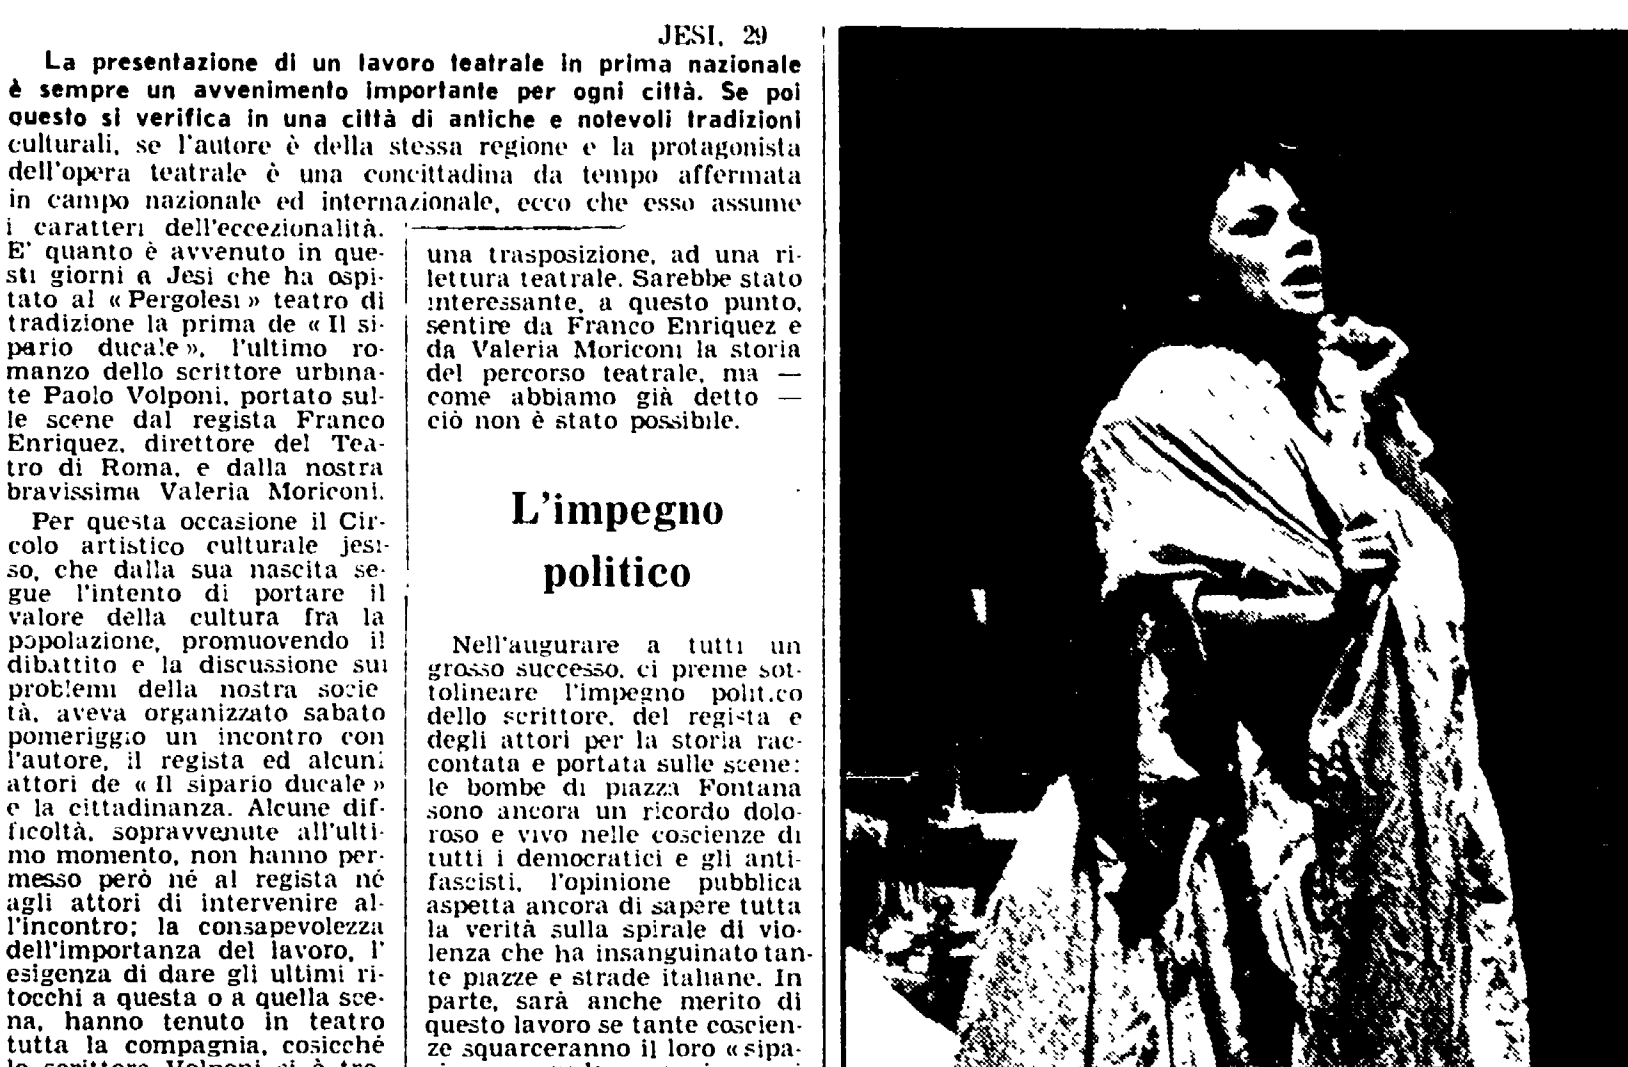 JESI, 29
La presentazione di un lavoro teatrale in prima nazionale
è sempre un avvenimento importante per ogni città. Se poi
questo si verifica in una città di antiche e notevoli tradizioni
culturali, se l'autore è della stessa regione e la protagonista
dell'opera teatrale è una concittadina da tempo affermata
in campo nazionale ed internazionale, ecco che esso assume
i caratteri dell'eccezionalità.
E' quanto è avvenuto in que-
sti giorni a Jesi che ha ospi-
tato al « Pergolesi » teatro di
tradizione la prima de « Il si-
pario ducale », l'ultimo ro-
manzo dello scrittore urbina-
te Paolo Volponi, portato sul-
le scene dal regista Franco
Enriquez, direttore del Tea-
tro di Roma, e dalla nostra
bravissima Valeria Moriconi.
Per questa occasione il Cir-
colo artistico culturale jesi-
so, che dalla sua nascita se-
gue l'intento di portare il
valore della cultura fra la
popolazione, promuovendo il
dibattito e la discussione sui
problemi della nostra socie
tà, aveva organizzato sabato
pomeriggio un incontro con
l'autore, il regista ed alcuni
attori de « Il sipario ducale »
e la cittadinanza. Alcune dif-
ficoltà, sopravvenute all'ulti-
mo momento, non hanno per-
messo però né al regista né
agli attori di intervenire al-
l'incontro; la consapevolezza
dell'importanza del lavoro, l'
esigenza di dare gli ultimi ri-
tocchi a questa o a quella sce-
na, hanno tenuto in teatro
tutta la compagnia, cosicché
lo scrittore Volponi si è tro-
una trasposizione, ad una ri-
lettura teatrale. Sarebbe stato
interessante, a questo punto,
sentire da Franco Enriquez e
da Valeria Moriconi la storia
del percorso teatrale, ma —
come abbiamo già detto —
ciò non è stato possibile.
L'impegno
politico
Nell'augurare a tutti un
grosso successo, ci preme sot-
tolineare l'impegno politico
dello scrittore, del regista e
degli attori per la storia rac-
contata e portata sulle scene:
le bombe di piazza Fontana
sono ancora un ricordo dolo-
roso e vivo nelle coscienze di
tutti i democratici e gli anti-
fascisti, l'opinione pubblica
aspetta ancora di sapere tutta
la verità sulla spirale di vio-
lenza che ha insanguinato tan-
te piazze e strade italiane. In
parte, sarà anche merito di
questo lavoro se tante coscien-
ze squarceranno il loro « sipa-